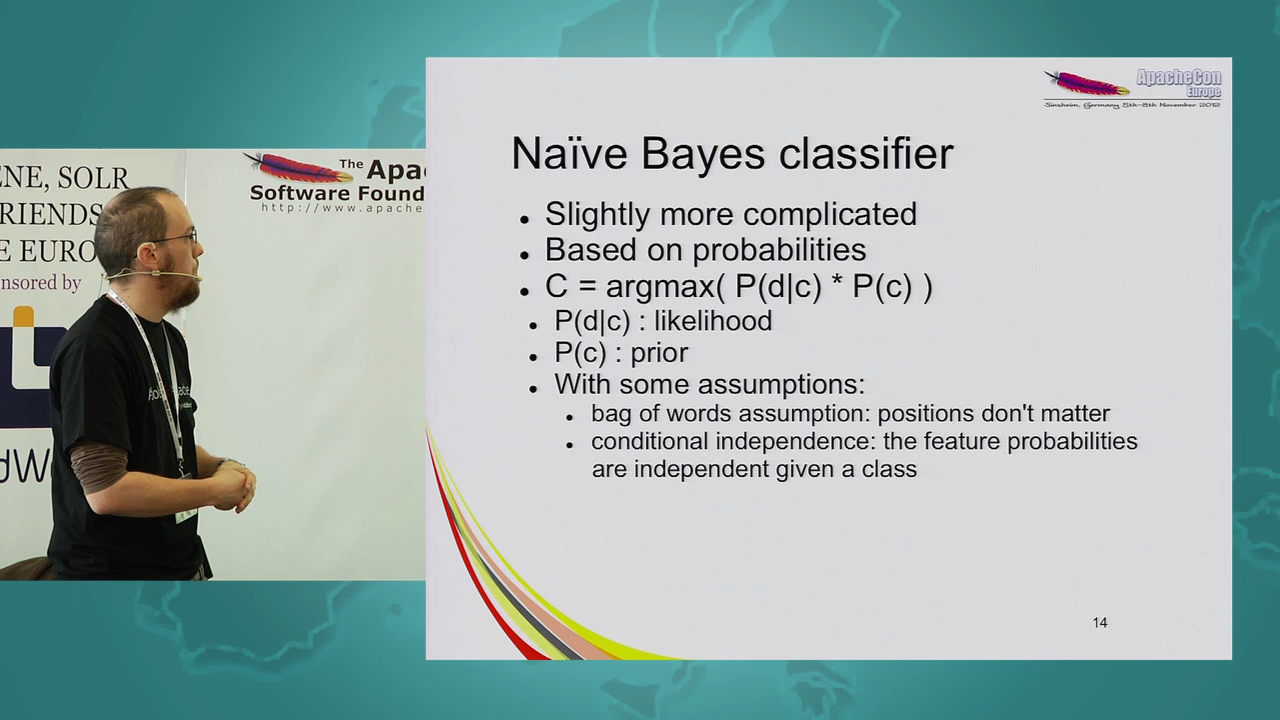 ENE, SOLR
RIENDS
E EURO
nsored by
dW
The Apa
Software Found
http://www.apache
ApacheCon
Europe
Sinsheim, Germany 5th-8th November 2012
Naïve Bayes classifier
Slightly more complicated
Based on probabilities
C = argmax( P(d|c) * P(c) )
P(d|c) : likelihood
P(c) : prior
With some assumptions:
bag of words assumption: positions don't matter
conditional independence: the feature probabilities
are independent given a class
14